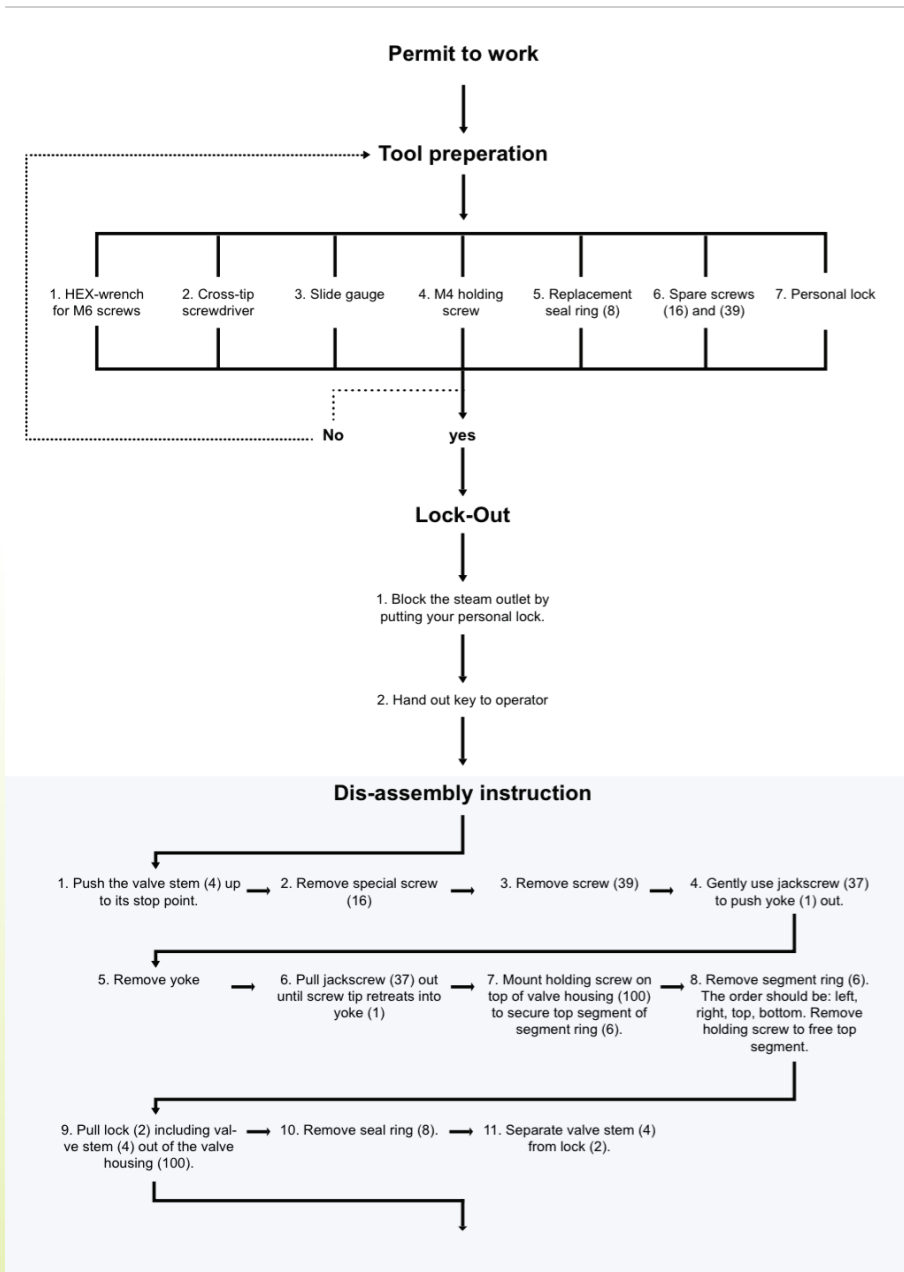 Permit to work
Tool preperation
1. HEX-wrench
for M6 screws
2. Cross-tip
screwdriver
3. Slide gauge
4. M4 holding
screw
5. Replacement
seal ring (8)
6. Spare screws
(16) and (39)
7. Personal lock
No
yes
Lock-Out
1. Block the steam outlet by
putting your personal lock.
2. Hand out key to operator
Dis-assembly instruction
1. Push the valve stem (4) up
to its stop point.
2. Remove special screw
(16)
3. Remove screw (39)
4. Gently use jackscrew (37)
to push yoke (1) out.
5. Remove yoke
6. Pull jackscrew (37) out
until screw tip retreats into
yoke (1)
7. Mount holding screw on
top of valve housing (100)
to secure top segment of
segment ring (6).
8. Remove segment ring (6).
The order should be: left,
right, top, bottom. Remove
holding screw to free top
segment.
9. Pull lock (2) including val-
ve stem (4) out of the valve
housing (100).
10. Remove seal ring (8).
11. Separate valve stem (4)
from lock (2).